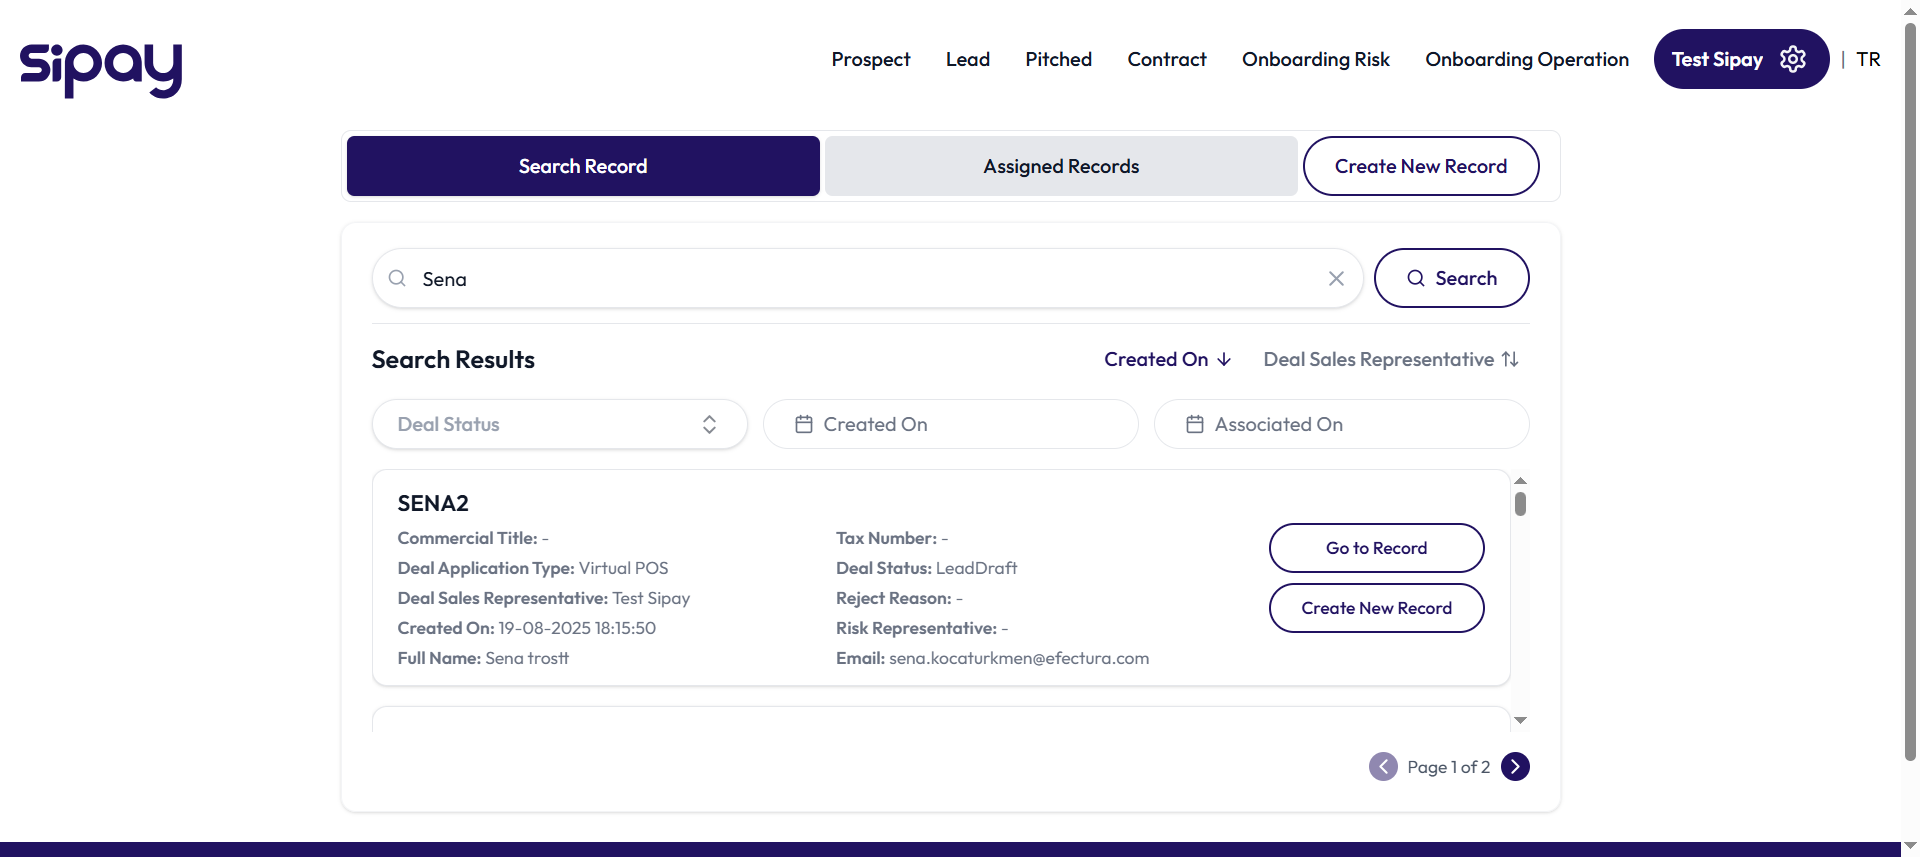 sipay
Prospect Lead Pitched Contract Onboarding Risk Onboarding Operation Test Sipay | TR
Search Record Assigned Records Create New Record
Sena Search
Search Results Created On Deal Sales Representative
Deal Status Created On Associated On
SENA2
Commercial Title: - Tax Number: -
Go to Record
Deal Application Type: Virtual POS Deal Status: LeadDraft
Deal Sales Representative: Test Sipay Reject Reason: -
Create New Record
Created On: 19-08-2025 18:15:50 Risk Representative: -
Full Name: Sena trostt Email: sena.kocaturkmen@efectura.com
Page 1 of 2